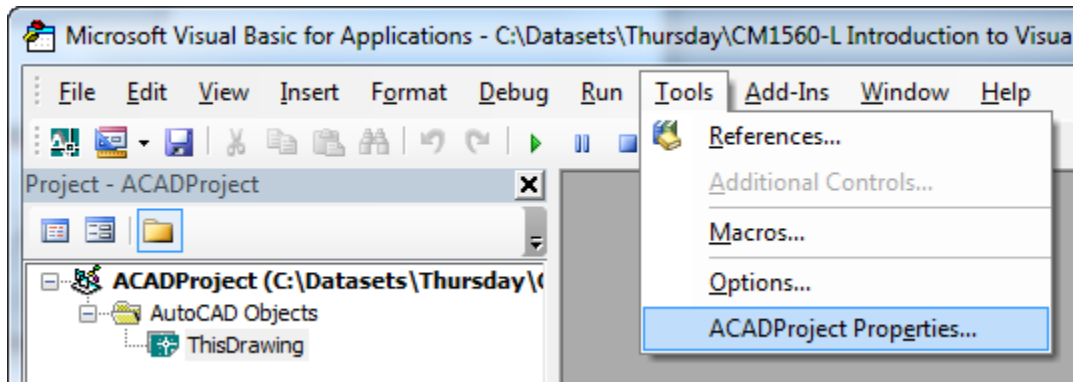 Microsoft Visual Basic for Applications - C:\Datasets\Thursday\CM1560-L Introduction to Visua
File Edit View Insert Format Debug Run Tools Add-Ins Window Help
References...
Project - ACADProject
Additional Controls...
Macros...
ACADProject (C:\Datasets\Thursday\
Options...
AutoCAD Objects
ACADProject Properties...
ThisDrawing